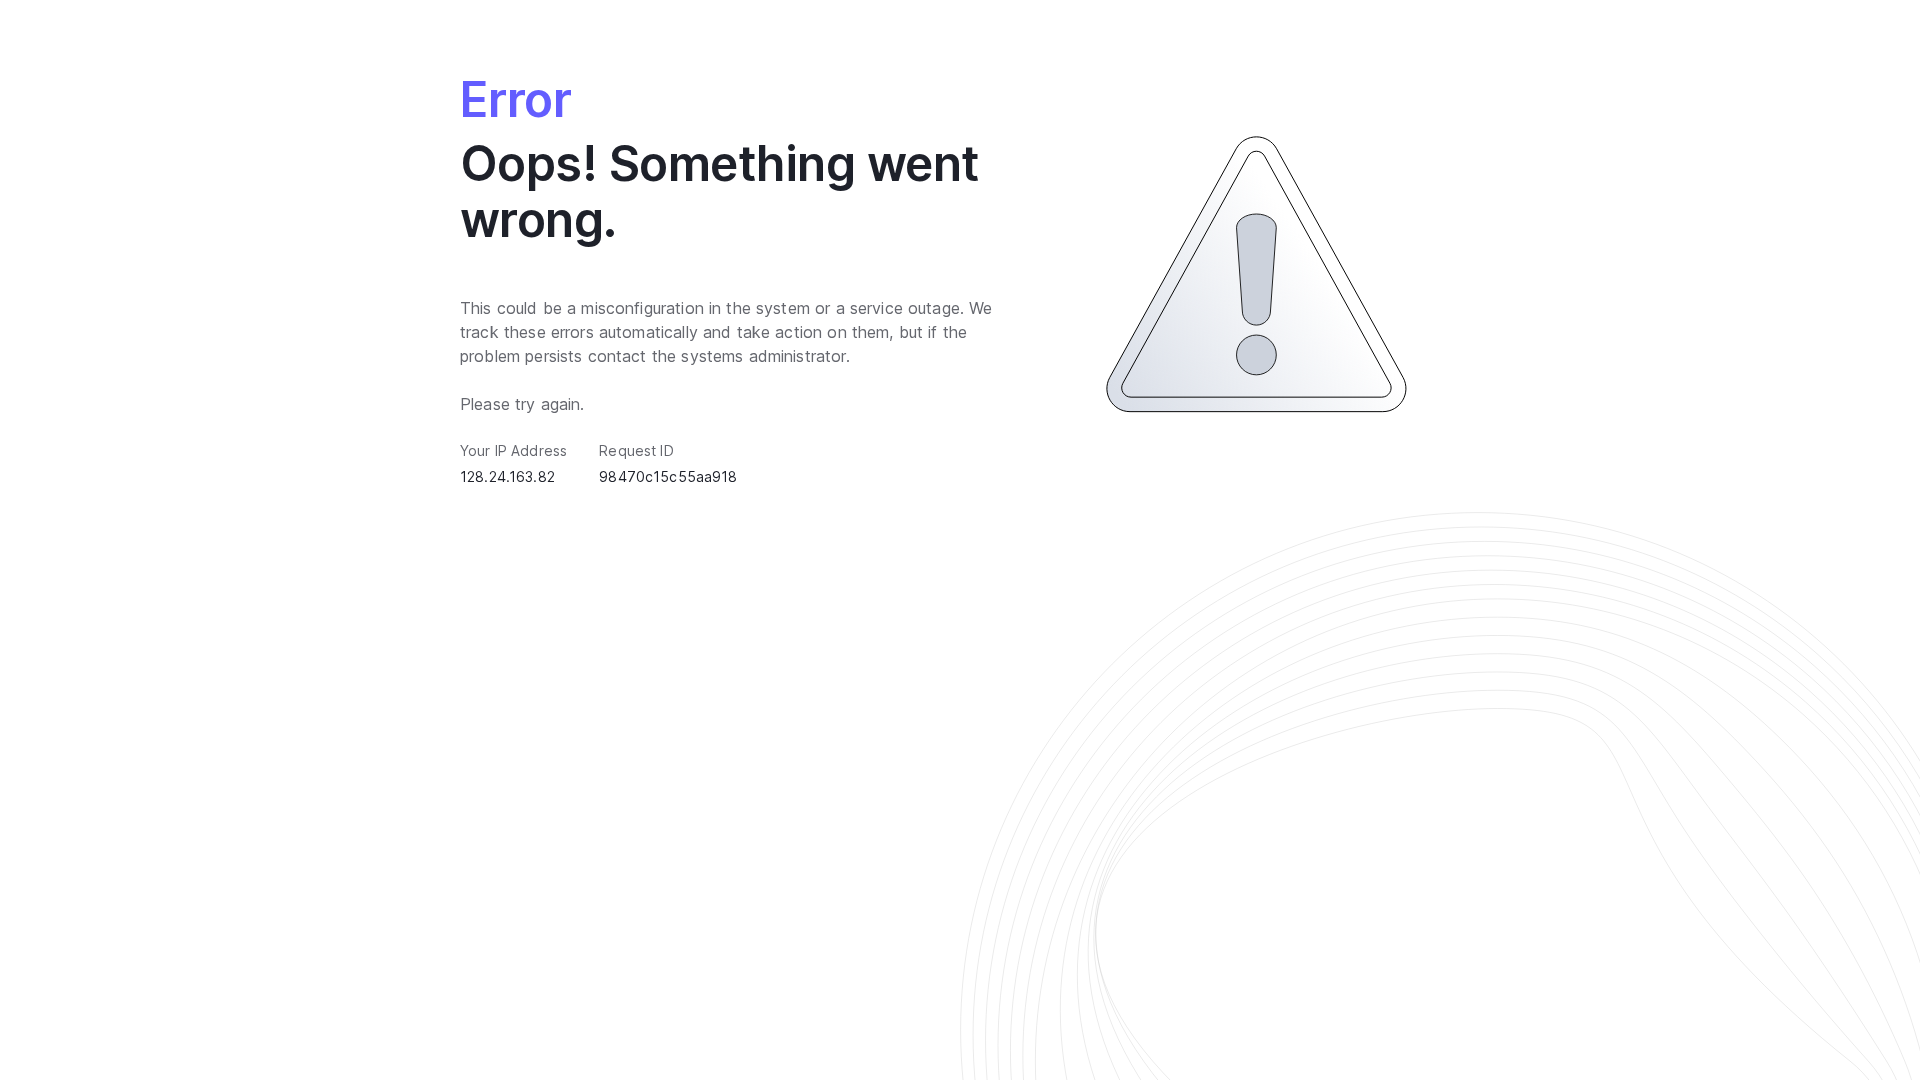 Error
Oops! Something went
wrong.
This could be a misconfiguration in the system or a service outage. We
track these errors automatically and take action on them, but if the
problem persists contact the systems administrator.
Please try again.
Your IP Address
128.24.163.82
Request ID
98470c15c55aa918